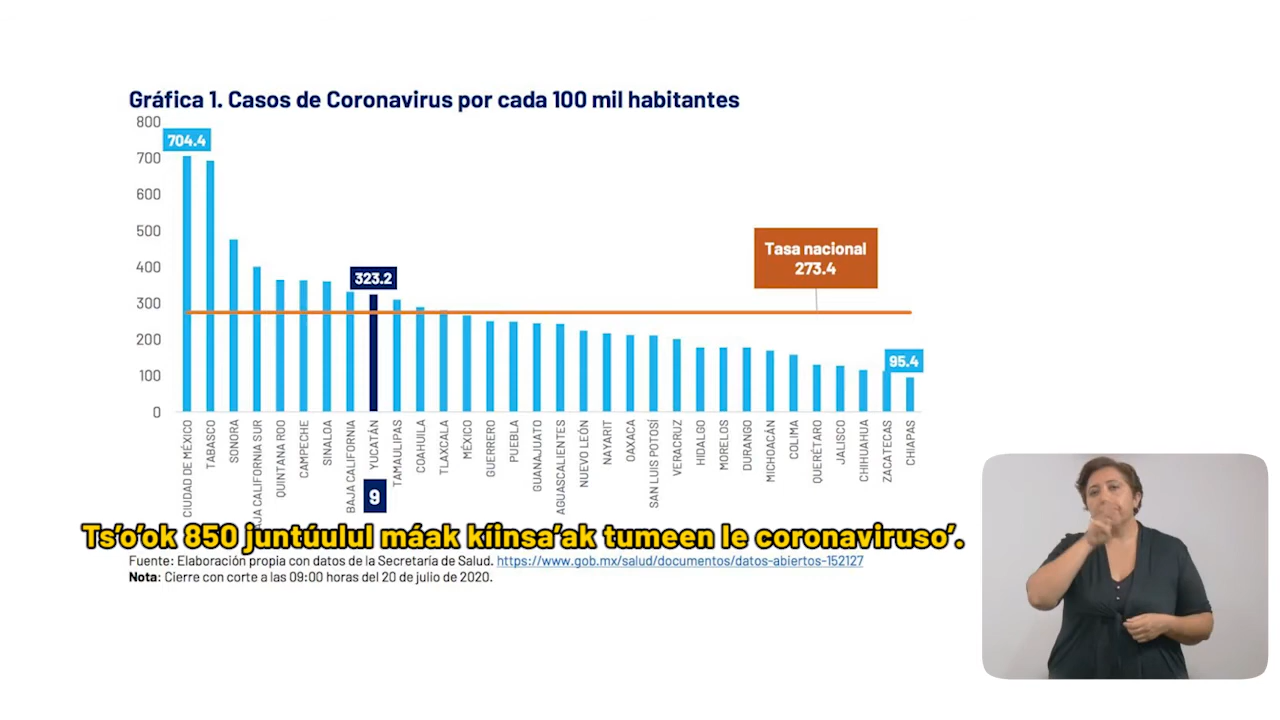 Gráfica 1. Casos de Coronavirus por cada 100 mil habitantes
800
704.4
700
600
500
400
300
200
100
0
323.2
Tasa nacional
273.4
95.4
CIUDAD DE MÉXICO
TABASCO
SONORA
AJA CALIFORNIA SUR
QUINTANA ROO
CAMPECHE
SINALOA
BAJA CALIFORNIA
YUCATÁN
TAMAULIPAS
COAHUILA
TLAXCALA
MÉXICO
GUERRERO
PUEBLA
GUANAJUATO
AGUASCALIENTES
NUEVO LEÓN
NAYARIT
OAXACA
SAN LUIS POTOSÍ
VERACRUZ
HIDALGO
MORELOS
DURANGO
MICHOACÁN
COLIMA
QUERÉTARO
JALISCO
CHIHUAHUA
ZACATECAS
CHIAPAS
9
Ts'o'ok 850 juntúulul máak kíinsa'ak tumeen le coronaviruso'.
Fuente: Elaboración propia con datos de la Secretaría de Salud. https://www.gob.mx/salud/documentos/datos-abiertos-152127
Nota: Cierre con corte a las 09:00 horas del 20 de julio de 2020.